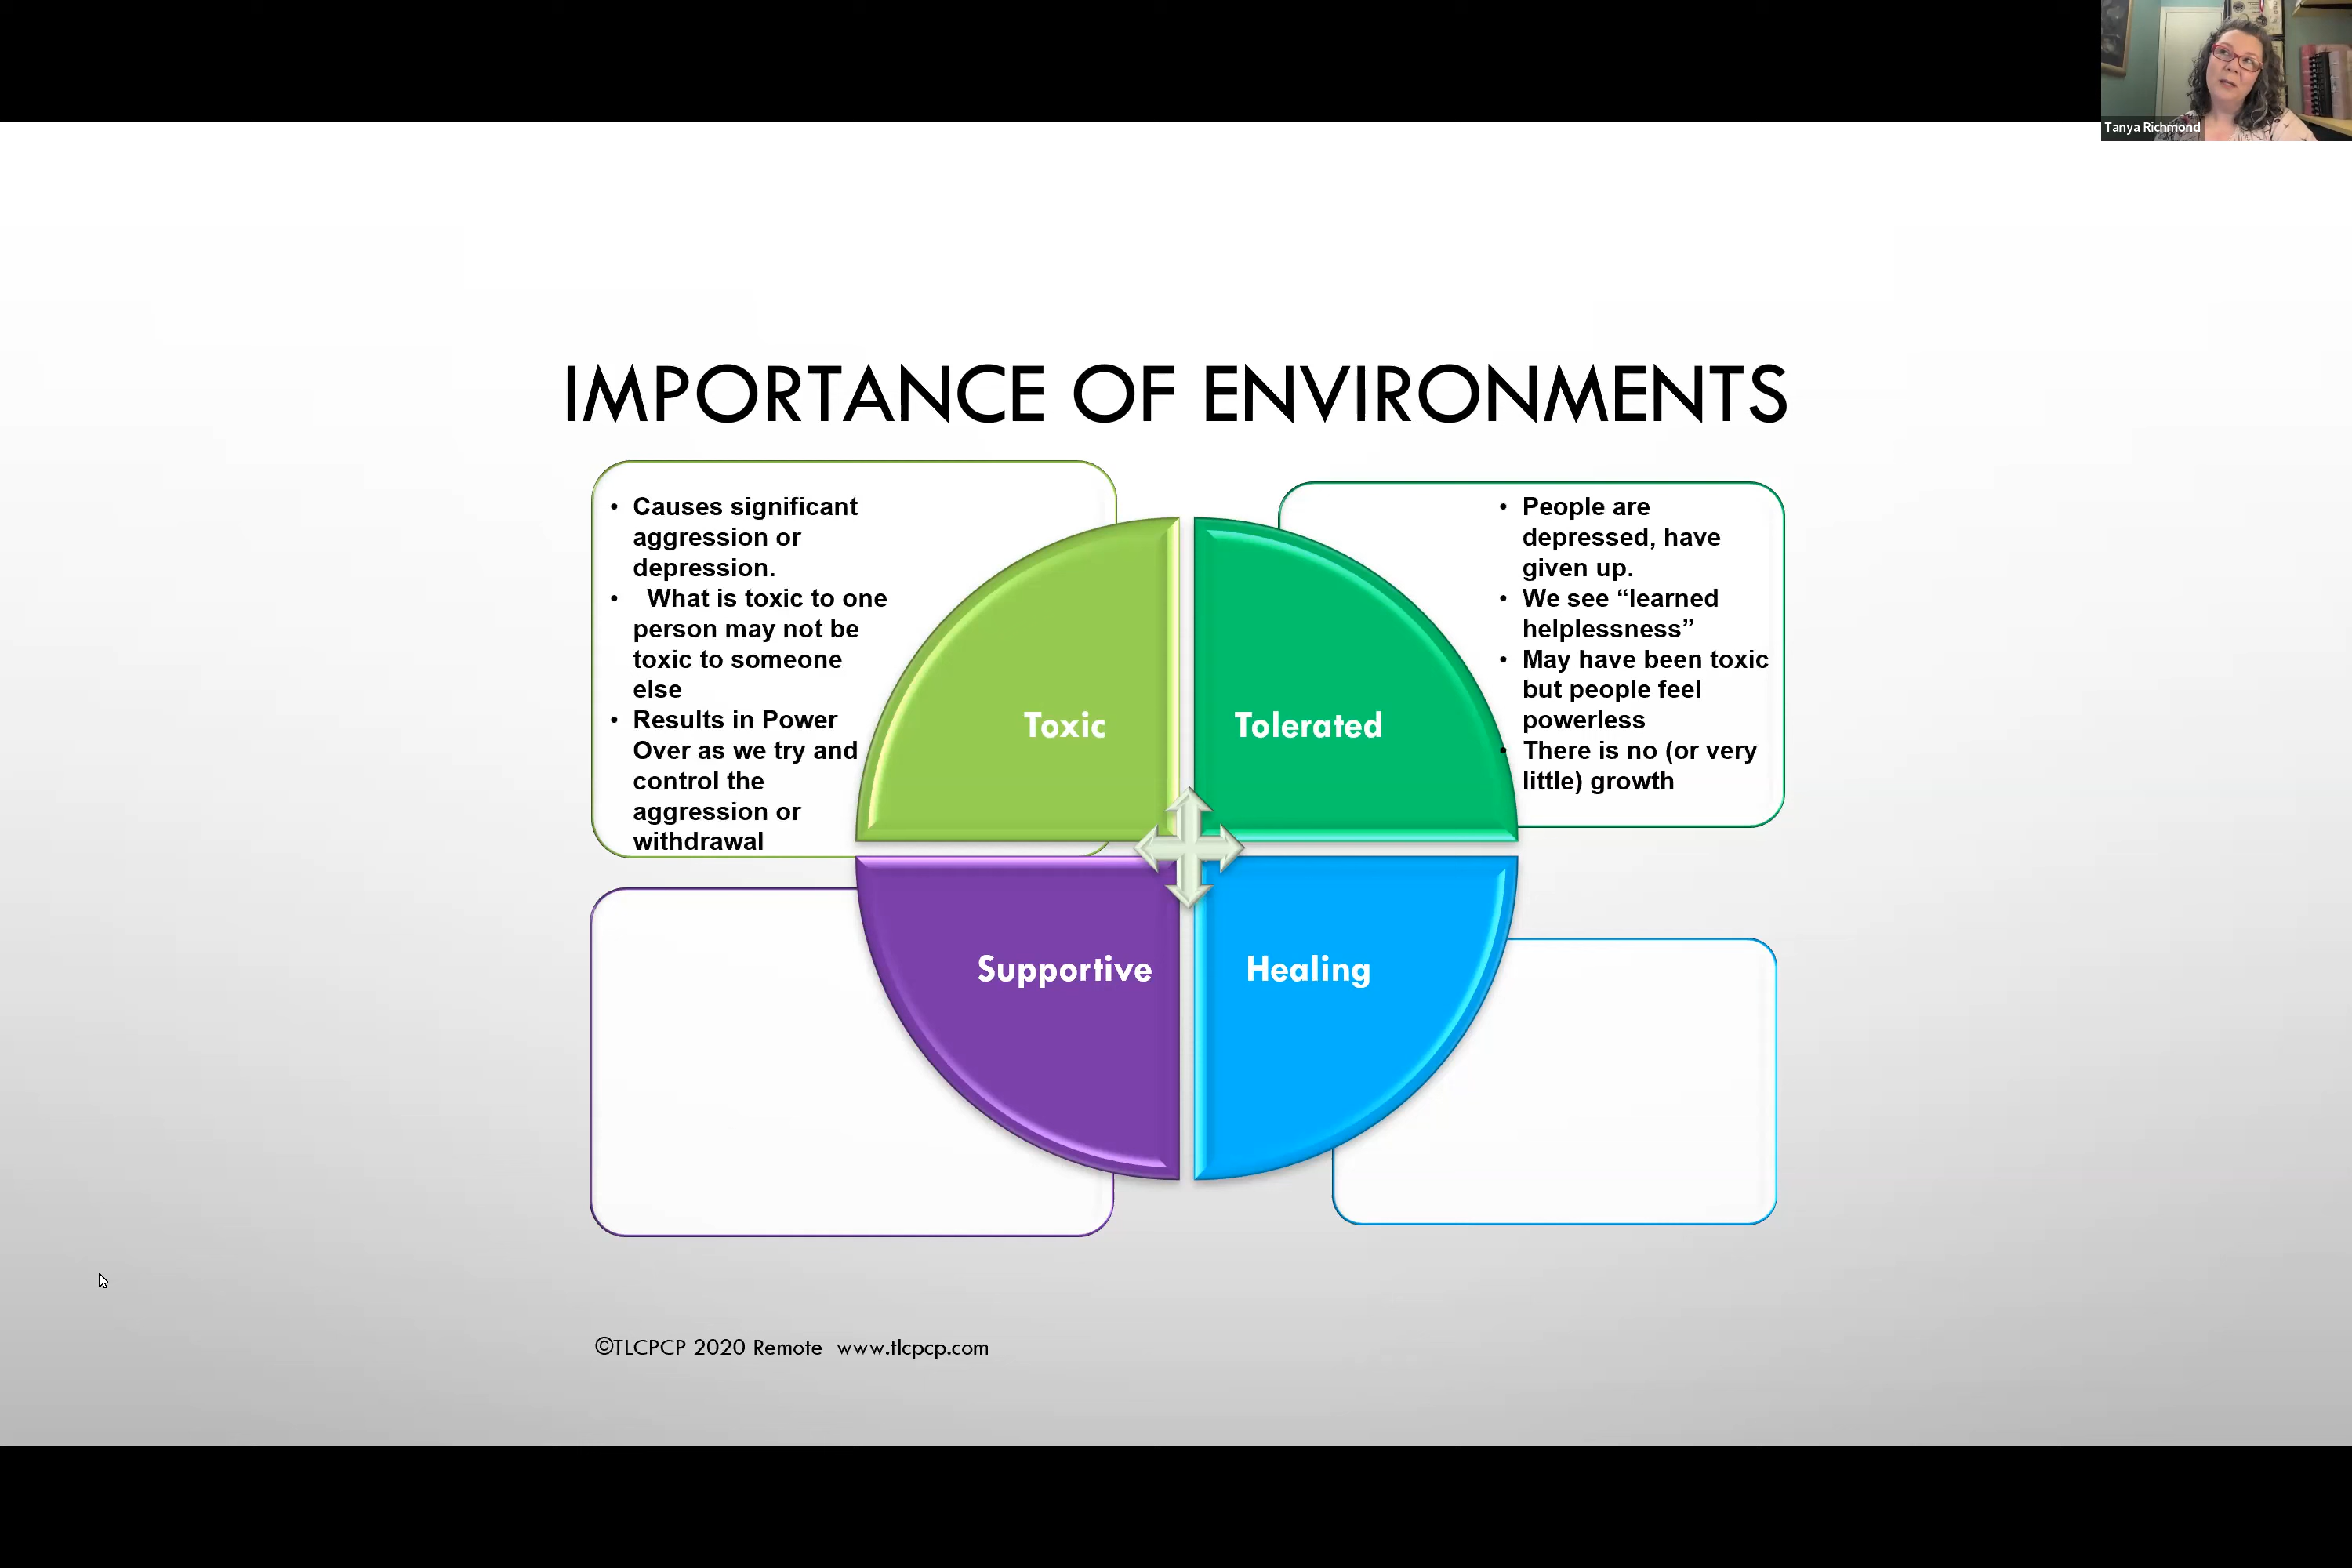 Tanya Richmond
IMPORTANCE OF ENVIRONMENTS
• Causes significant
aggression or
depression.
• What is toxic to one
person may not be
toxic to someone
else
• Results in Power
Over as we try and
control the
aggression or
withdrawal
• People are
depressed, have
given up.
• We see “learned
helplessness”
• May have been toxic
but people feel
powerless
• There is no (or very
little) growth
Toxic
Tolerated
Supportive
Healing
©TLCPCP 2020 Remote www.tlcpcp.com